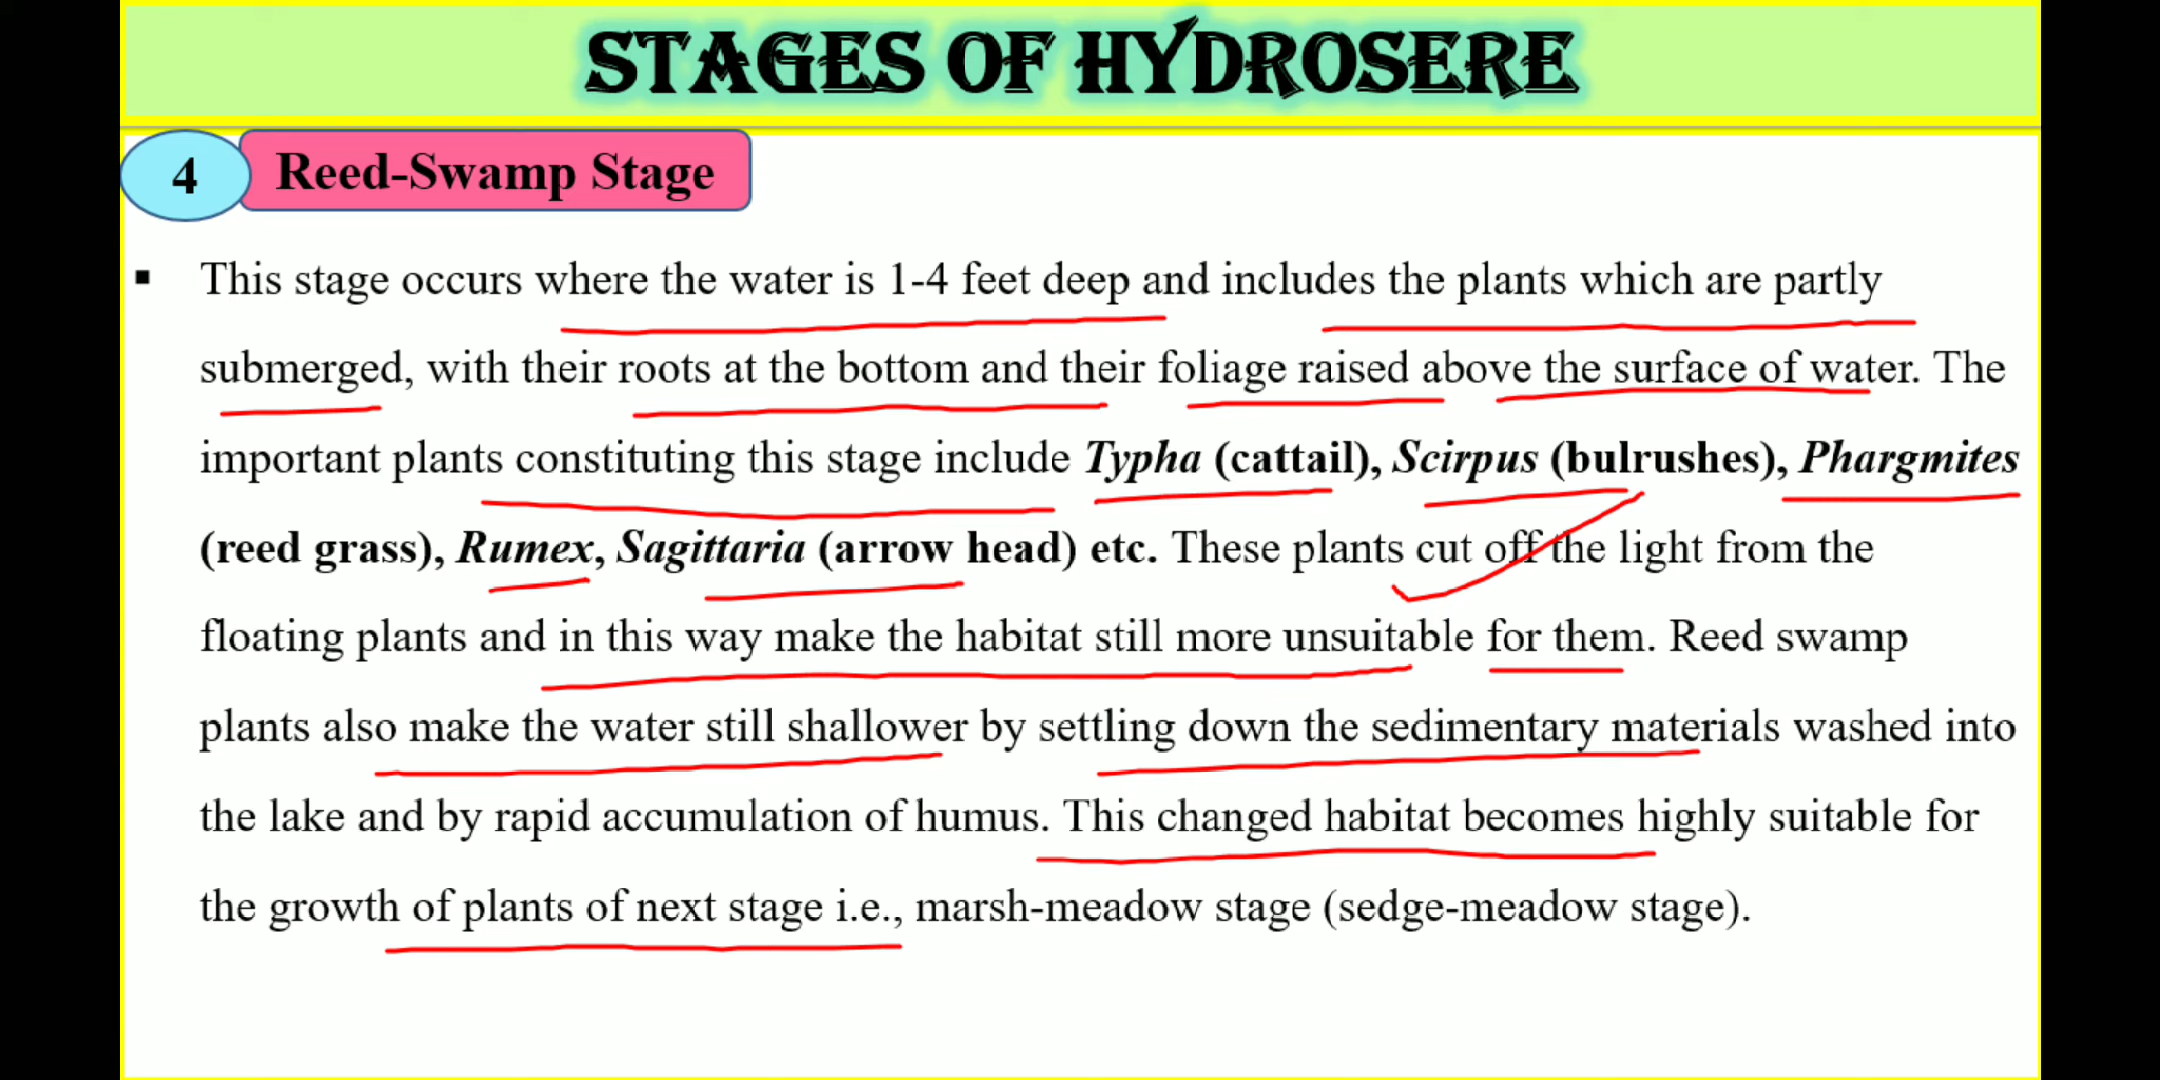 STAGES OF HYDROSERE
4 Reed-Swamp Stage
▪ This stage occurs where the water is 1-4 feet deep and includes the plants which are partly
submerged, with their roots at the bottom and their foliage raised above the surface of water. The
important plants constituting this stage include Typha (cattail), Scirpus (bulrushes), Phargmites
(reed grass), Rumex, Sagittaria (arrow head) etc. These plants cut off the light from the
floating plants and in this way make the habitat still more unsuitable for them. Reed swamp
plants also make the water still shallower by settling down the sedimentary materials washed into
the lake and by rapid accumulation of humus. This changed habitat becomes highly suitable for
the growth of plants of next stage i.e., marsh-meadow stage (sedge-meadow stage).